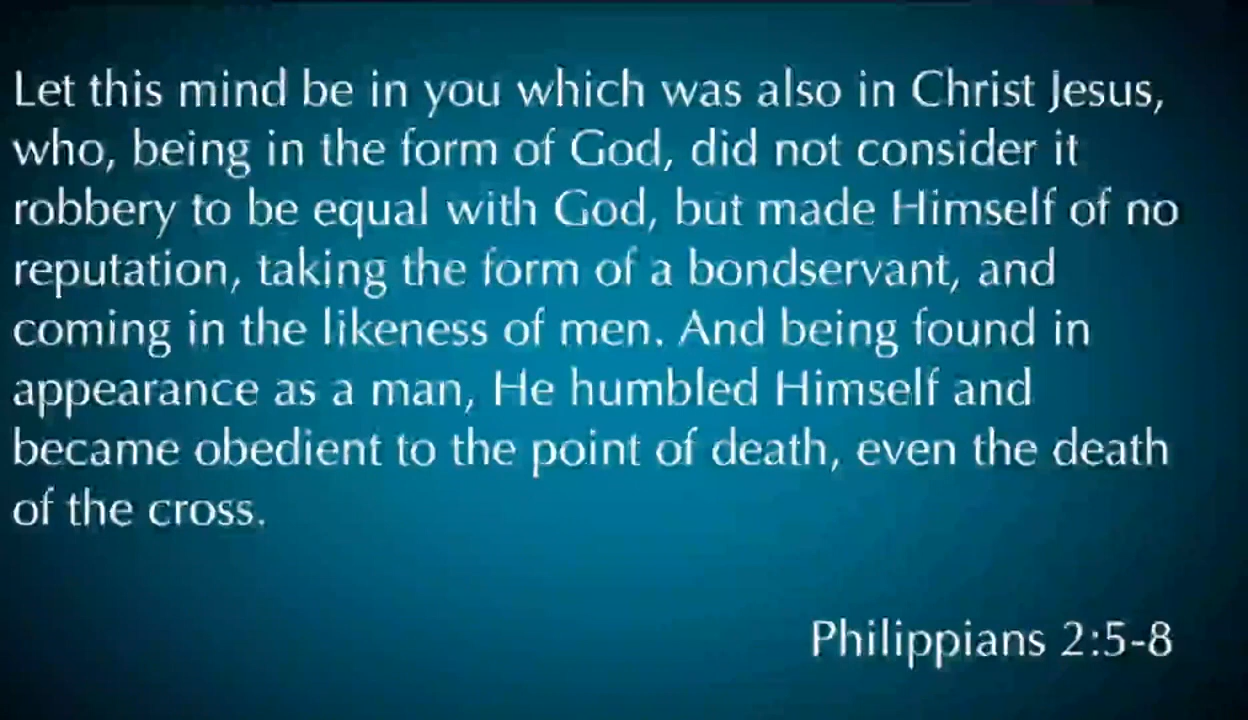 Let this mind be in you which was also in Christ Jesus,
who, being in the form of God, did not consider it
robbery to be equal with God, but made Himself of no
reputation, taking the form of a bondservant, and
coming in the likeness of men. And being found in
appearance as a man, He humbled Himself and
became obedient to the point of death, even the death
of the cross.
Philippians 2:5-8